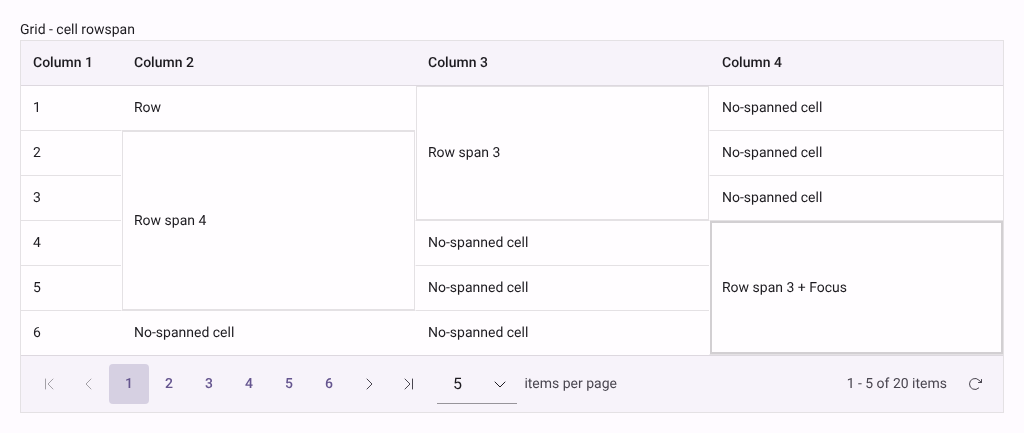 Grid - cell rowspan
Column 1 Column 2 Column 3 Column 4
1 Row No-spanned cell
2 Row span 3 No-spanned cell
3 No-spanned cell
Row span 4
4 No-spanned cell
5 No-spanned cell Row span 3 + Focus
6 No-spanned cell No-spanned cell
1 2 3 4 5 6 5 items per page 1 - 5 of 20 items